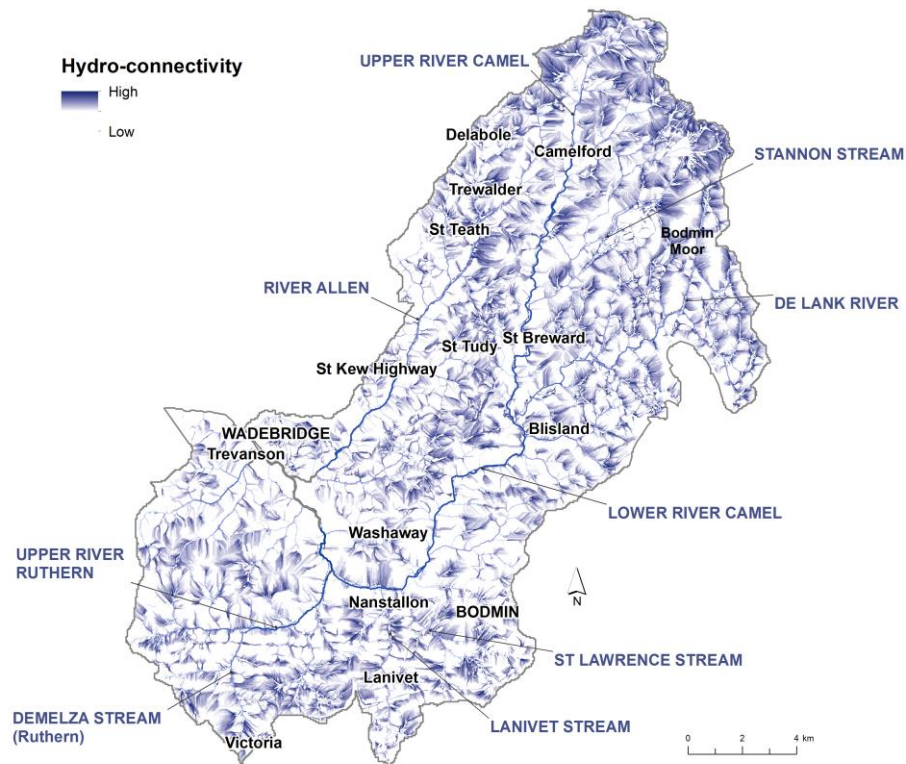 Hydro-connectivity
High
Low
UPPER RIVER CAMEL
Delabole
Camelford
STANNON STREAM
Trewalder
St Teath
Bodmin
Moor
RIVER ALLEN
DE LANK RIVER
St Tudy
St Breward
St Kew Highway
Blisland
WADEBRIDGE
Trevanson
LOWER RIVER CAMEL
Washaway
UPPER RIVER
RUTHERN
N
Nanstallon
BODMIN
ST LAWRENCE STREAM
Lanivet
DEMELZA STREAM
(Ruthern)
LANIVET STREAM
Victoria
0 2 4 km